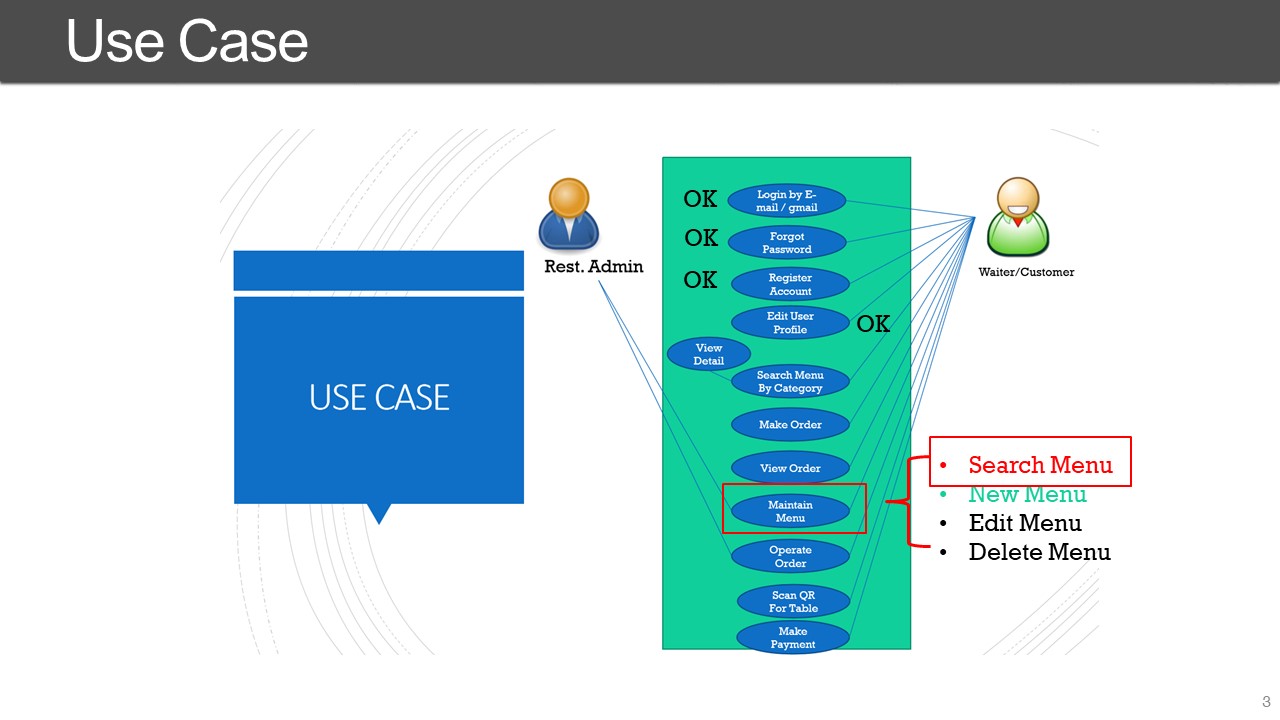 Use Case
OK
Login by E-
mail / gmail
OK
Forgot
Password
Rest. Admin
Waiter/Customer
OK
Register
Account
Edit User
Profile
OK
View
Detail
Search Menu
By Category
USE CASE
Make Order
View Order
• Search Menu
• New Menu
Maintain
Menu
• Edit Menu
• Delete Menu
Operate
Order
Scan QR
For Table
Make
Payment
3